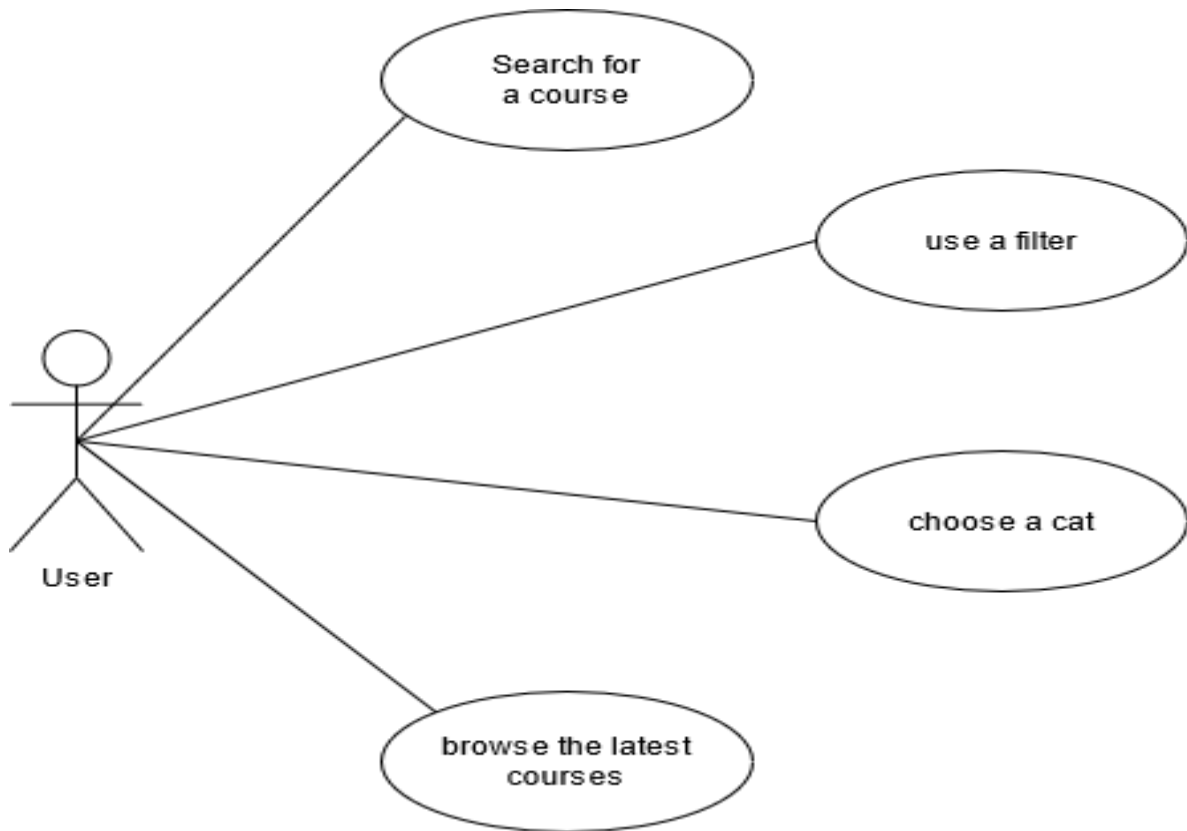 Search for
a course
use a filter
choose a cat
User
browse the latest
courses